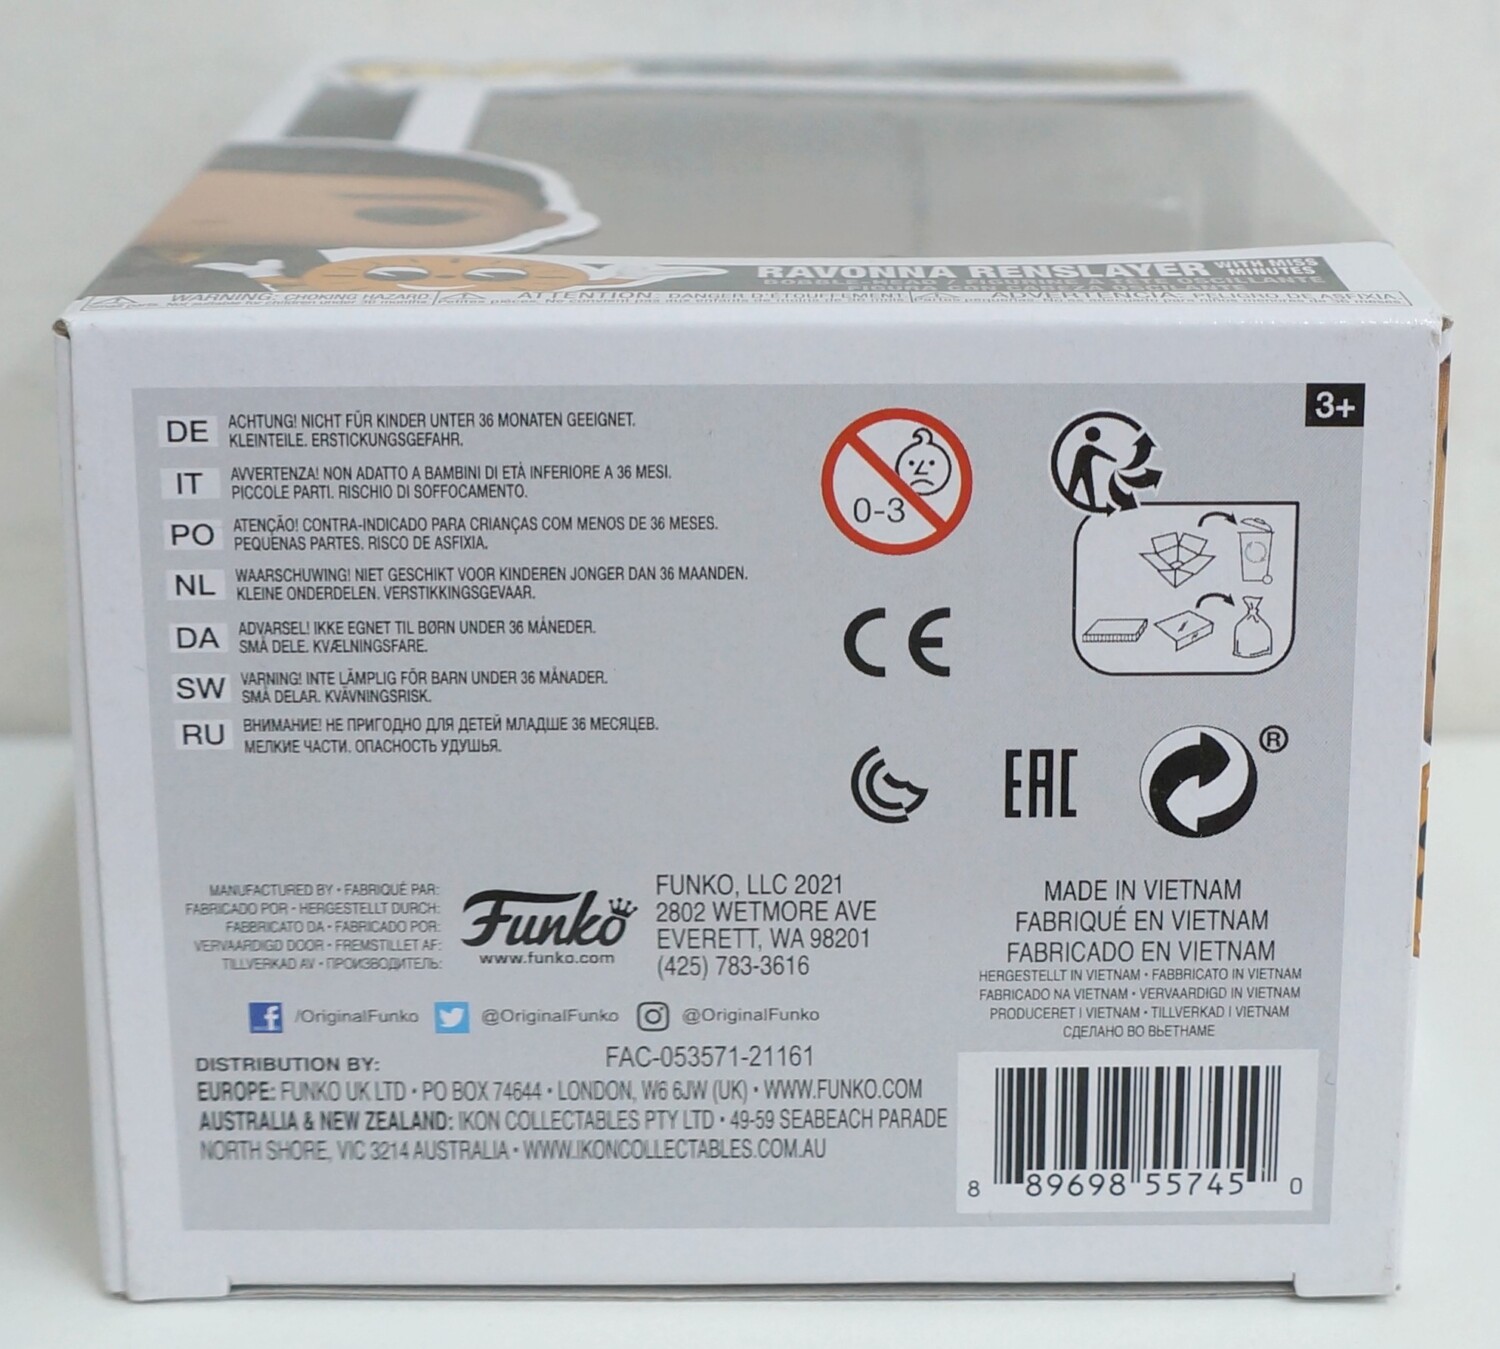 RAVONNA RENSLAYER WITH MISS MINUTES
BOBBLE-HEAD / FIGURINE À TÊTE OSCILLANTE
WARNING: CHOKING HAZARD. ATTENTION: DANGER D'ÉTOUFFEMENT ADVERTENCIA: PELIGRO DE ASFIXIA.
3+
DE ACHTUNG! NICHT FÜR KINDER UNTER 36 MONATEN GEEIGNET.
KLEINTEILE. ERSTICKUNGSGEFAHR.
IT AVVERTENZA! NON ADATTO A BAMBINI DI ETÀ INFERIORE A 36 MESI.
PICCOLE PARTI. RISCHIO DI SOFFOCAMENTO.
PO ATENÇÃO! CONTRA-INDICADO PARA CRIANÇAS COM MENOS DE 36 MESES.
PEQUENAS PARTES. RISCO DE ASFIXIA.
NL WAARSCHUWING! NIET GESCHIKT VOOR KINDEREN JONGER DAN 36 MAANDEN.
KLEINE ONDERDELEN. VERSTIKKINGSGEVAAR.
DA ADVARSEL! IKKE EGNET TIL BØRN UNDER 36 MÅNEDER.
SMÅ DELE. KVÆLNINGSFARE.
SW VARNING! INTE LÄMPLIG FÖR BARN UNDER 36 MÅNADER.
SMÅ DELAR. KVÄVNINGSRISK.
RU ВНИМАНИЕ! НЕ ПРИГОДНО ДЛЯ ДЕТЕЙ МЛАДШЕ 36 МЕСЯЦЕВ.
МЕЛКИЕ ЧАСТИ. ОПАСНОСТЬ УДУШЬЯ.
0-3
CE
EAC
®
MANUFACTURED BY • FABRIQUÉ PAR:
FABRICADO POR • HERGESTELLT DURCH:
FABBRICATO DA • FABRICADO POR:
VERVAARDIGD DOOR • FREMSTILLET AF:
TILLVERKAD AV • ПРОИЗВОДИТЕЛЬ:
Funko
www.funko.com
FUNKO, LLC 2021
2802 WETMORE AVE
EVERETT, WA 98201
(425) 783-3616
MADE IN VIETNAM
FABRIQUÉ EN VIETNAM
FABRICADO EN VIETNAM
HERGESTELLT IN VIETNAM • FABBRICATO IN VIETNAM
FABRICADO NA VIETNAM • VERVAARDIGD IN VIETNAM
PRODUCERET I VIETNAM • TILLVERKAD I VIETNAM
СДЕЛАНО ВО ВЬЕТНАМЕ
/OriginalFunko @OriginalFunko @OriginalFunko
FAC-053571-21161
DISTRIBUTION BY:
EUROPE: FUNKO UK LTD • PO BOX 74644 • LONDON, W6 6JW (UK) • WWW.FUNKO.COM
AUSTRALIA & NEW ZEALAND: IKON COLLECTABLES PTY LTD • 49-59 SEABEACH PARADE
NORTH SHORE, VIC 3214 AUSTRALIA • WWW.IKONCOLLECTABLES.COM.AU
8 89698 55745 0